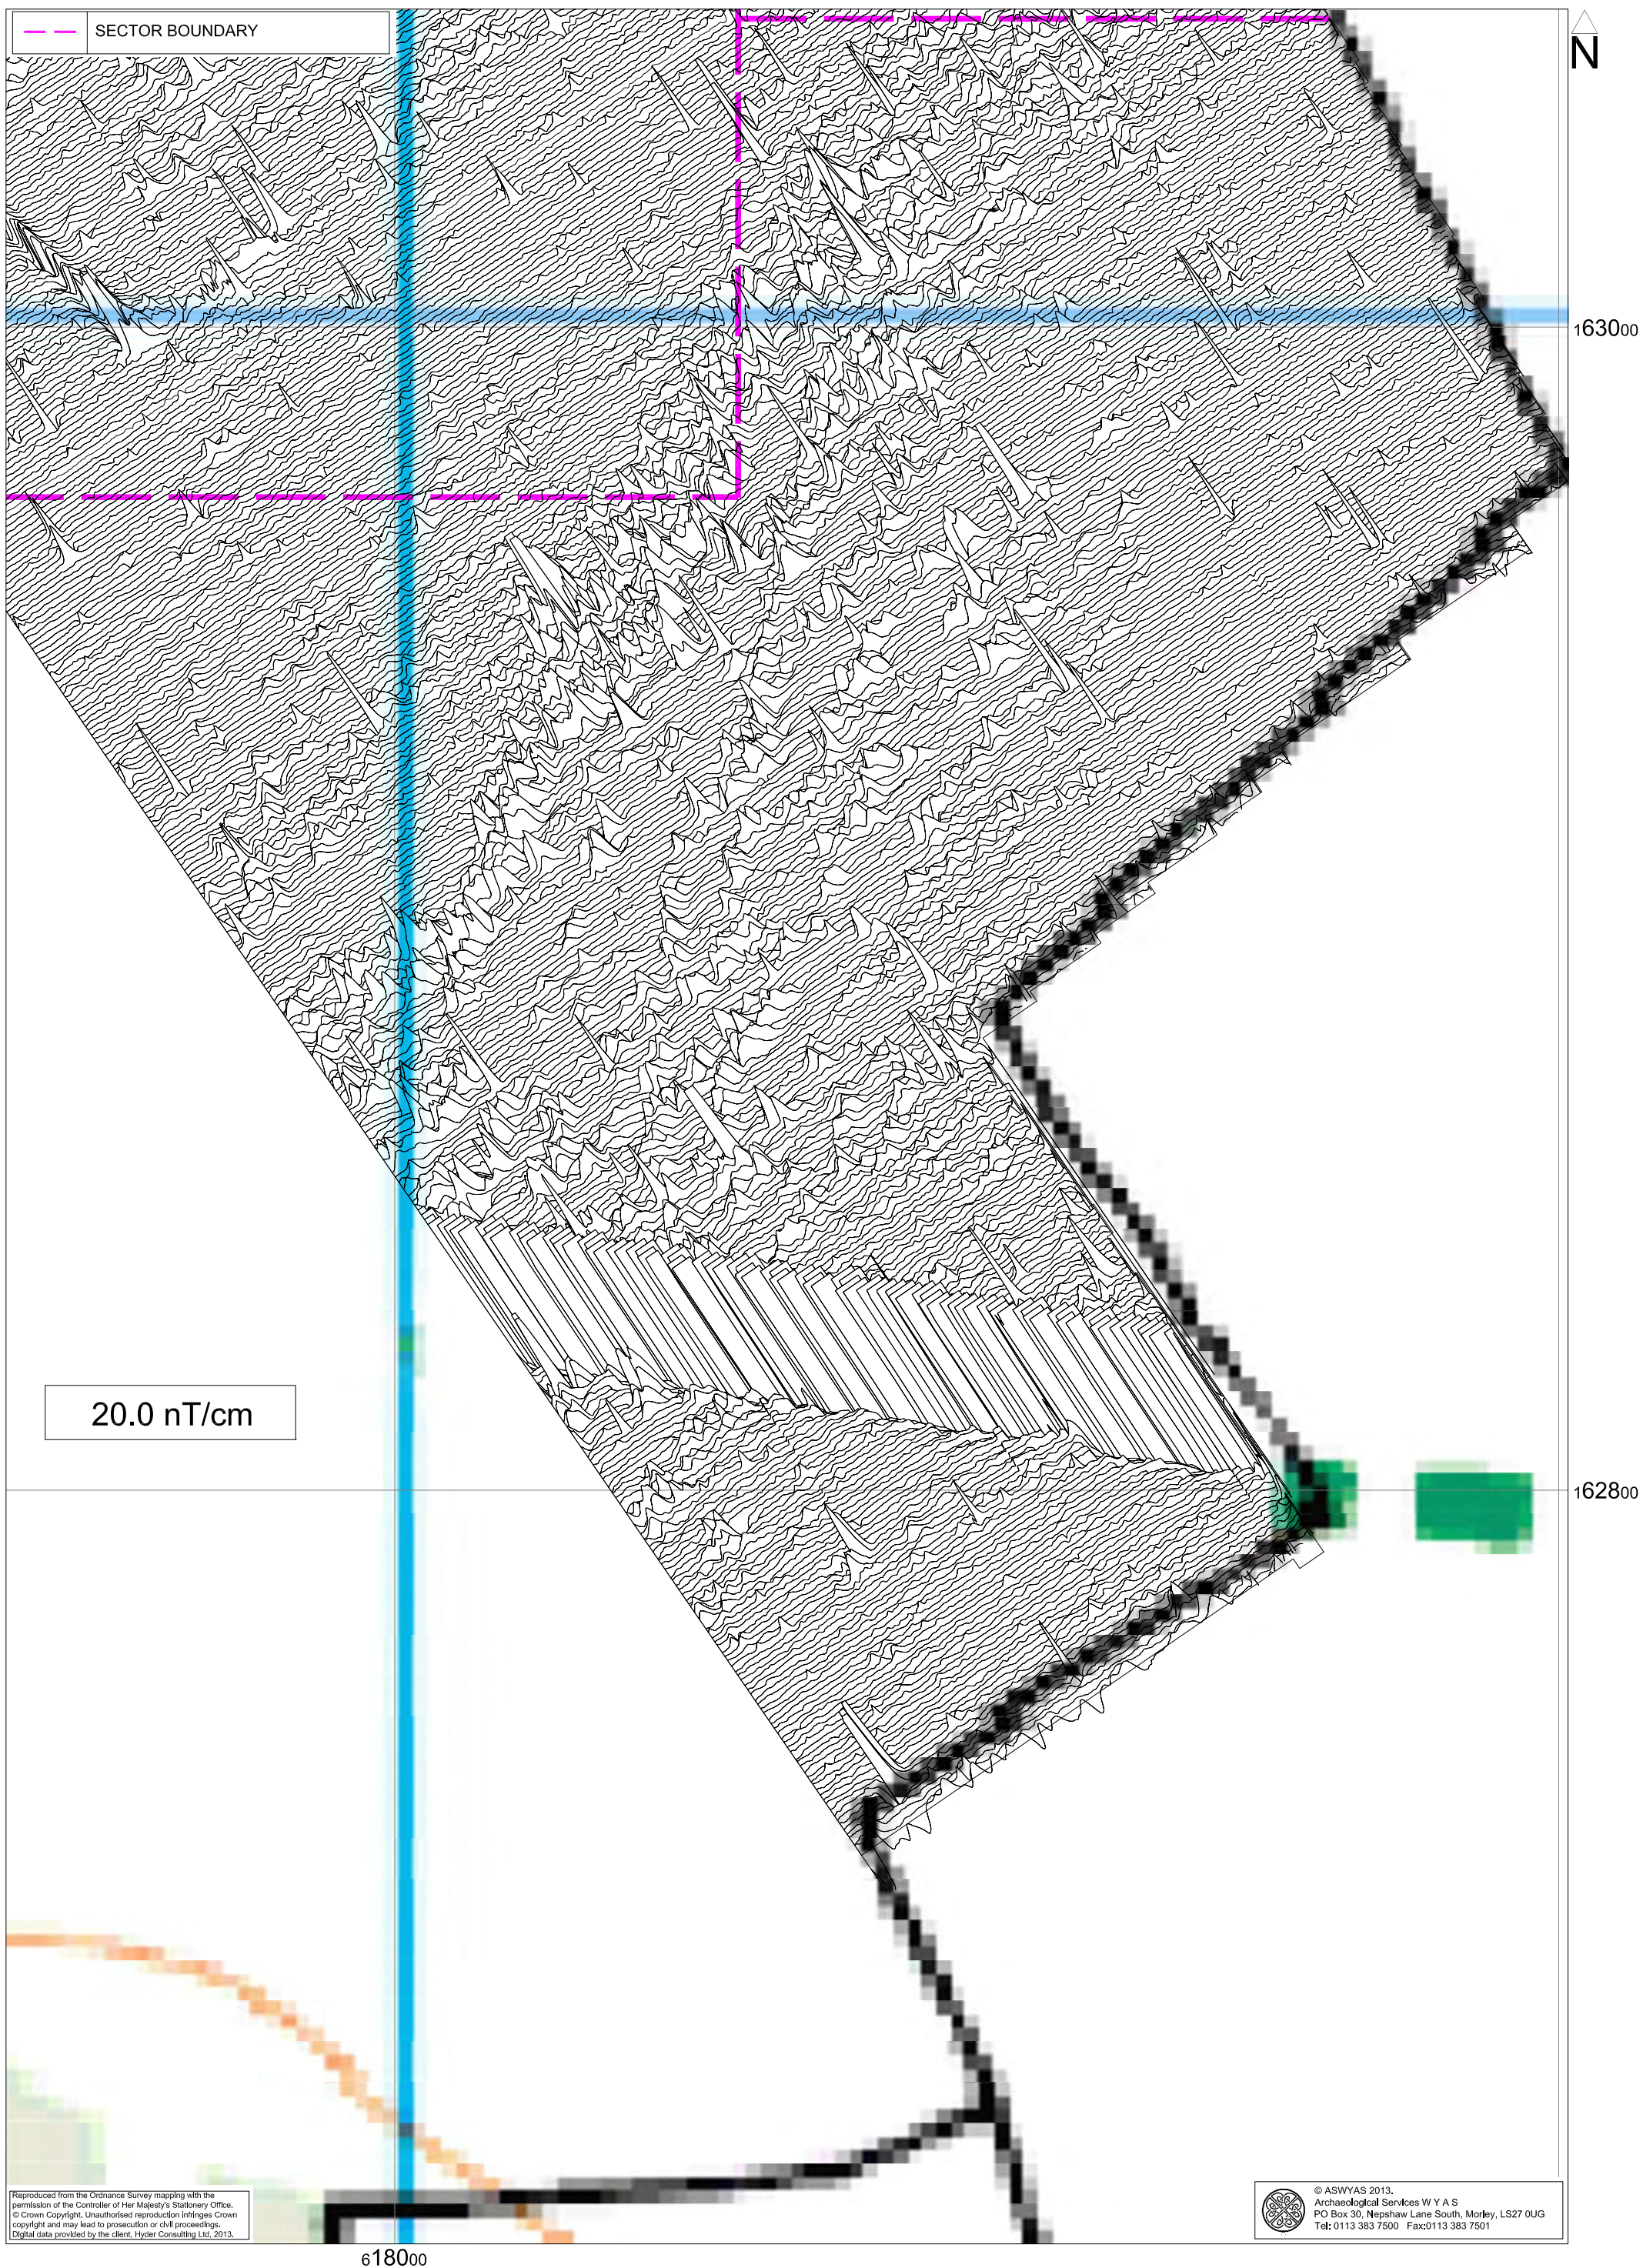 SECTOR BOUNDARY
N
163000
20.0 nT/cm
162800
Reproduced from the Ordnance Survey mapping with the
permission of the Controller of Her Majesty's Stationery Office.
© Crown Copyright. Unauthorised reproduction infringes Crown
copyright and may lead to prosecution or civil proceedings.
Digital data provided by the client, Hyder Consulting Ltd, 2013.
© ASWYAS 2013.
Archaeological Services W Y A S
PO Box 30, Nepshaw Lane South, Morley, LS27 0UG
Tel: 0113 383 7500 Fax:0113 383 7501
618000